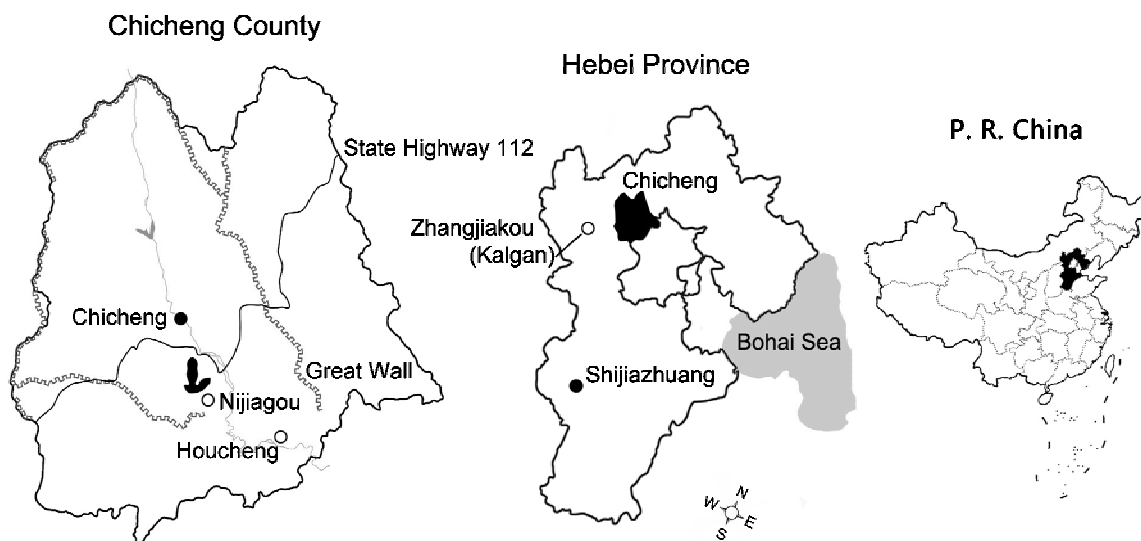 Chicheng County
State Highway 112
Chicheng
Great Wall
Nijiagou
Houcheng
Hebei Province
Chicheng
Zhangjiakou
(Kalgan)
Bohai Sea
Shijiazhuang
N
W
E
S
P. R. China